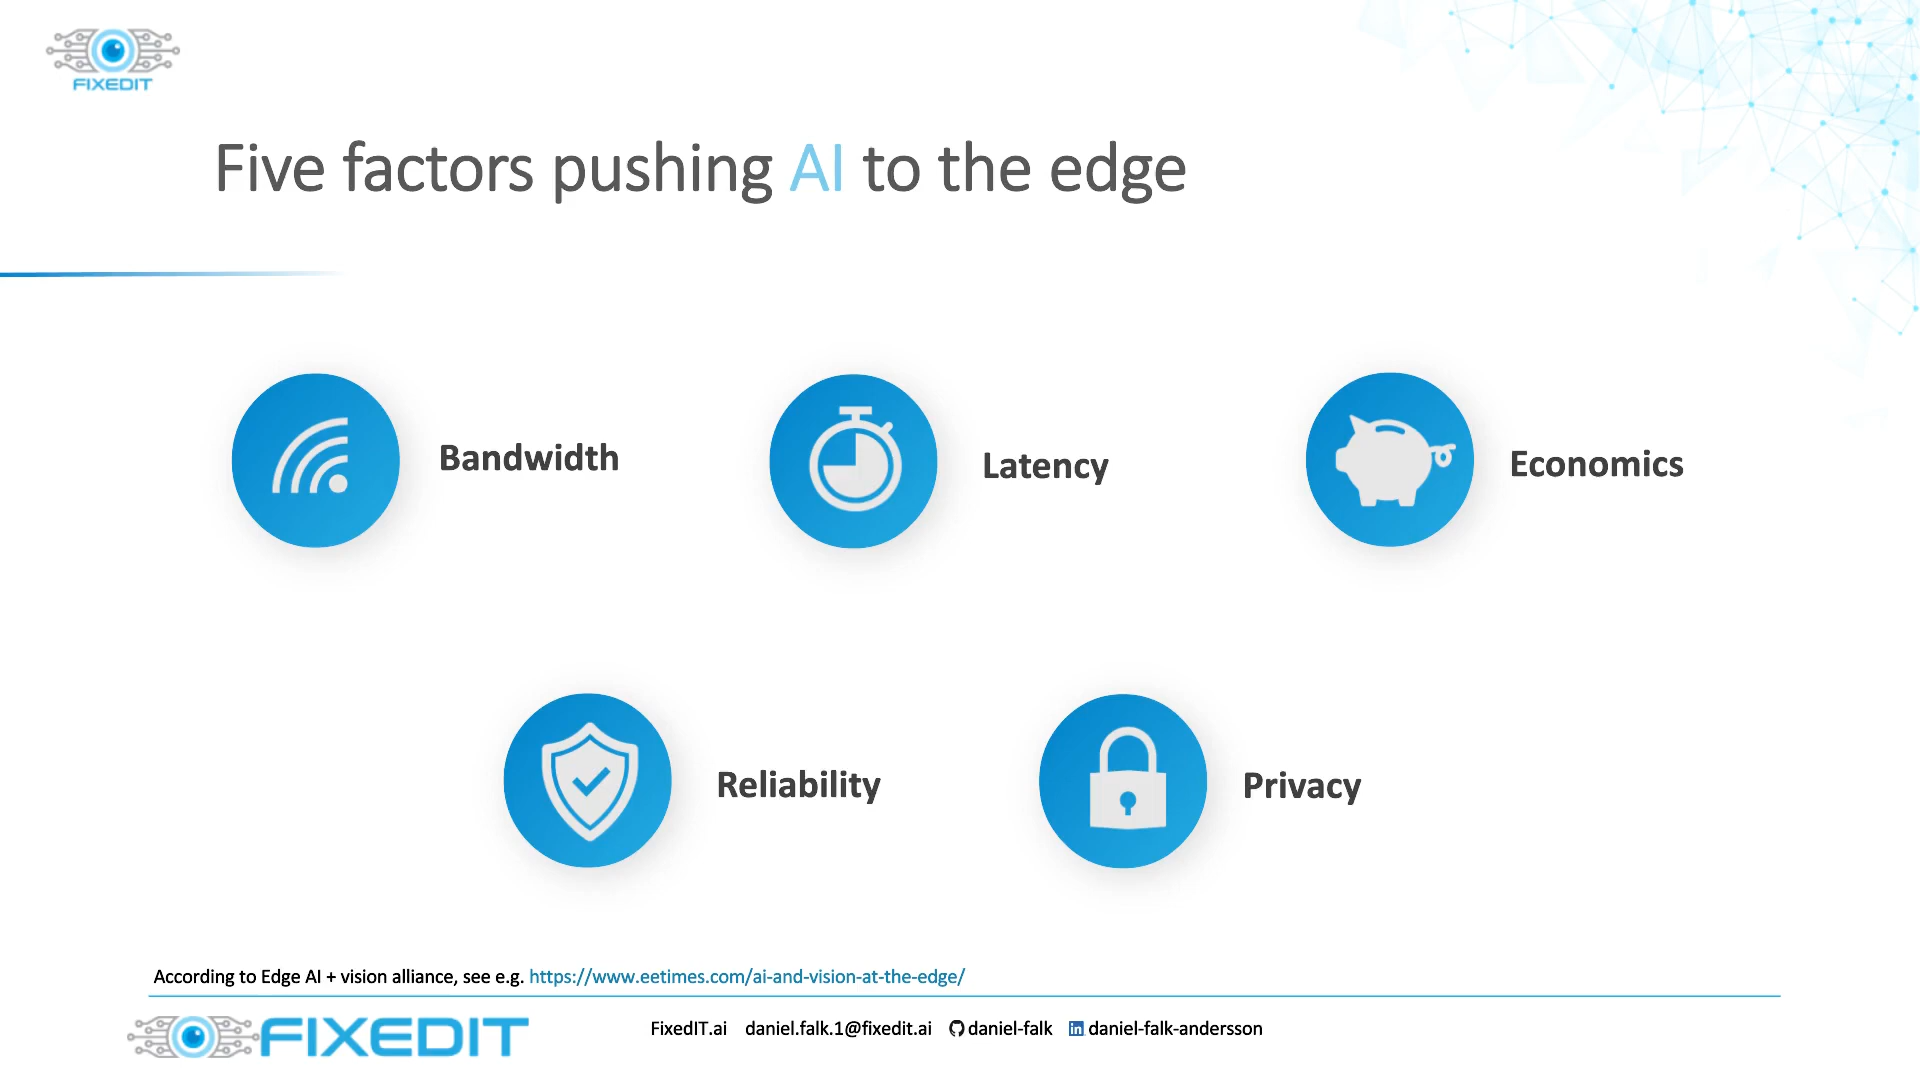 FIXEDIT
Five factors pushing AI to the edge
Bandwidth
Latency
Economics
Reliability
Privacy
According to Edge AI + vision alliance, see e.g. https://www.eetimes.com/ai-and-vision-at-the-edge/
FIXEDIT
FixedIT.ai daniel.falk.1@fixedit.ai daniel-falk in daniel-falk-andersson